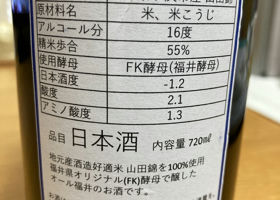 原材料名 米、米こうじ
アルコール分 16度
精米歩合 55%
使用酵母 FK酵母(福井酵母)
日本酒度 -1.2
酸度 2.1
アミノ酸度 1.3
品目 日本酒 内容量 720ml
地元産酒造好適米 山田錦を100%使用
福井県オリジナル(FK)酵母で醸した
オール福井のお酒です。